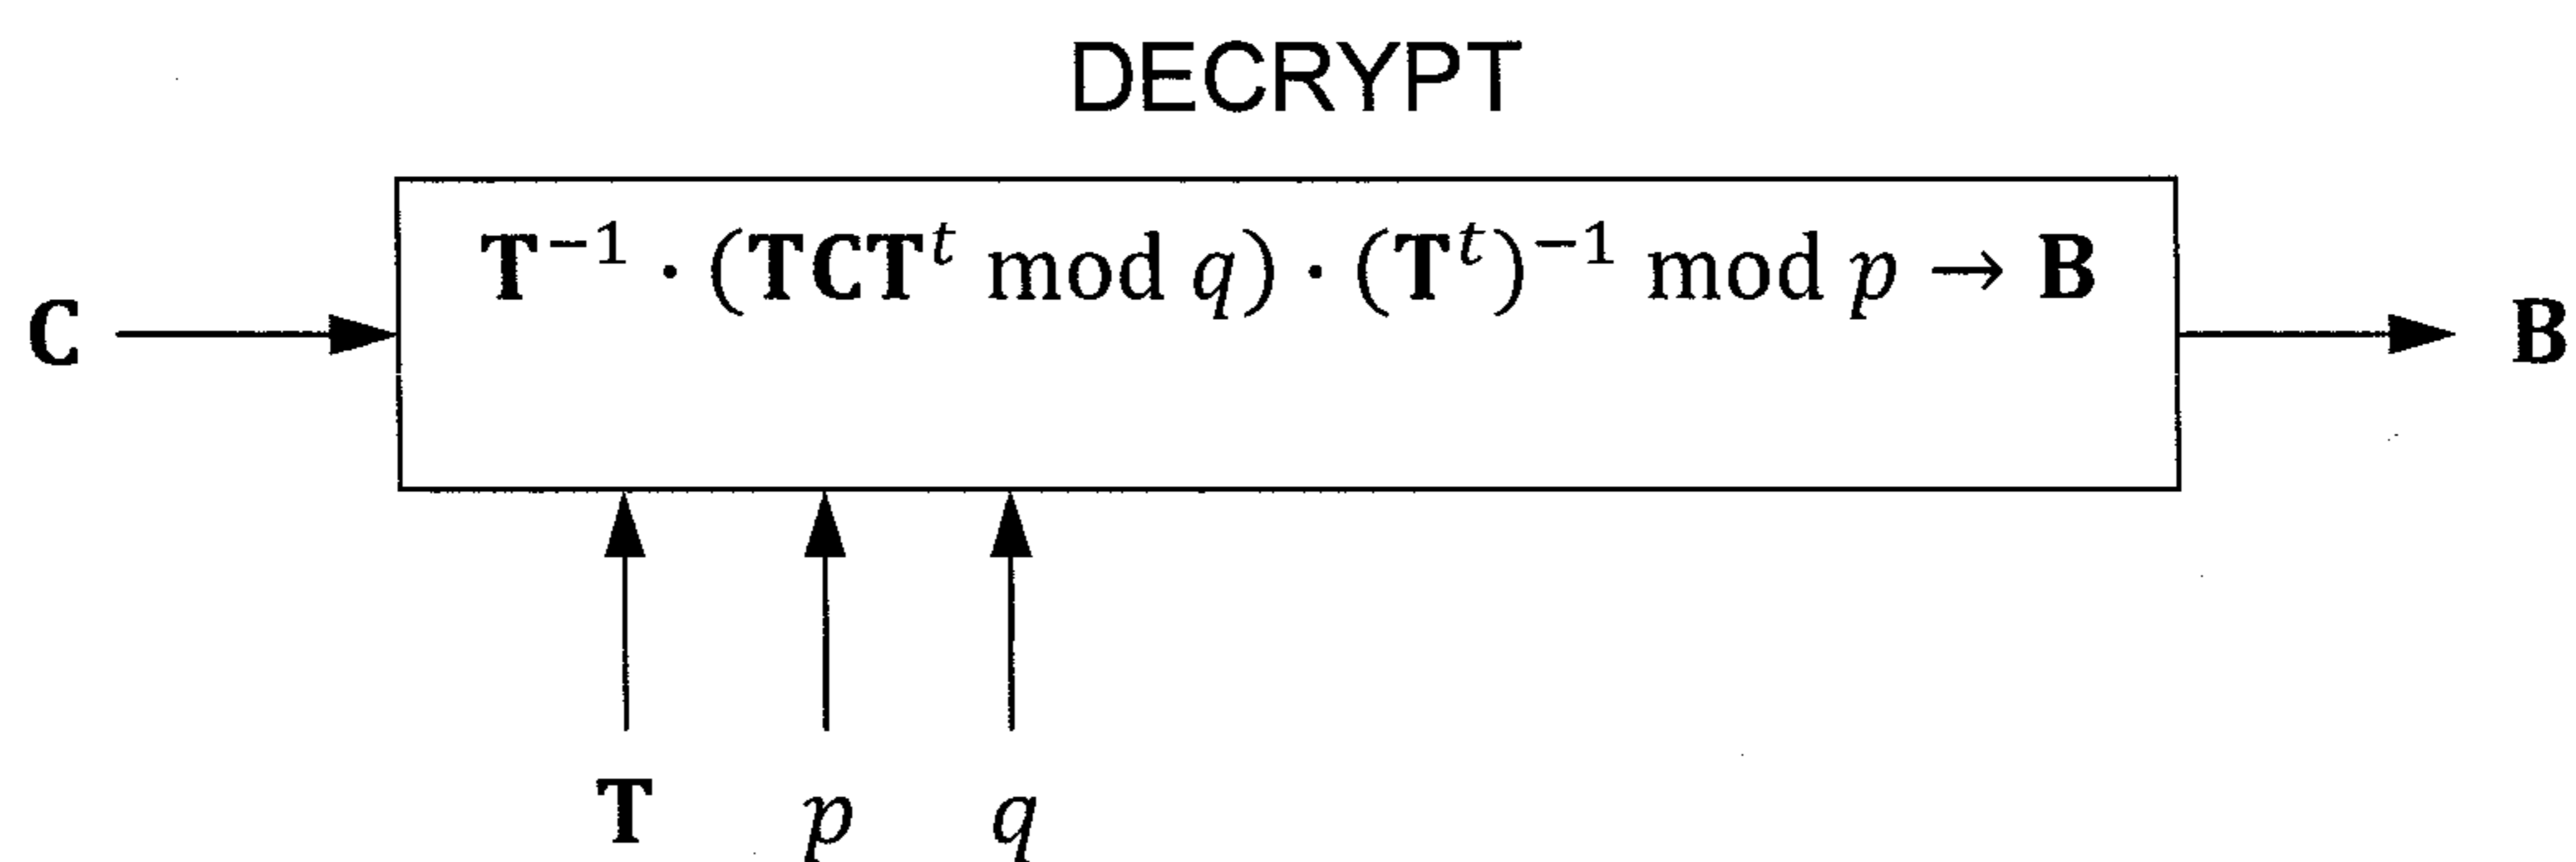 DECRYPT
T⁻¹ · (TCTᵗ mod q) · (Tᵗ)⁻¹ mod p → B
C
B
T p q